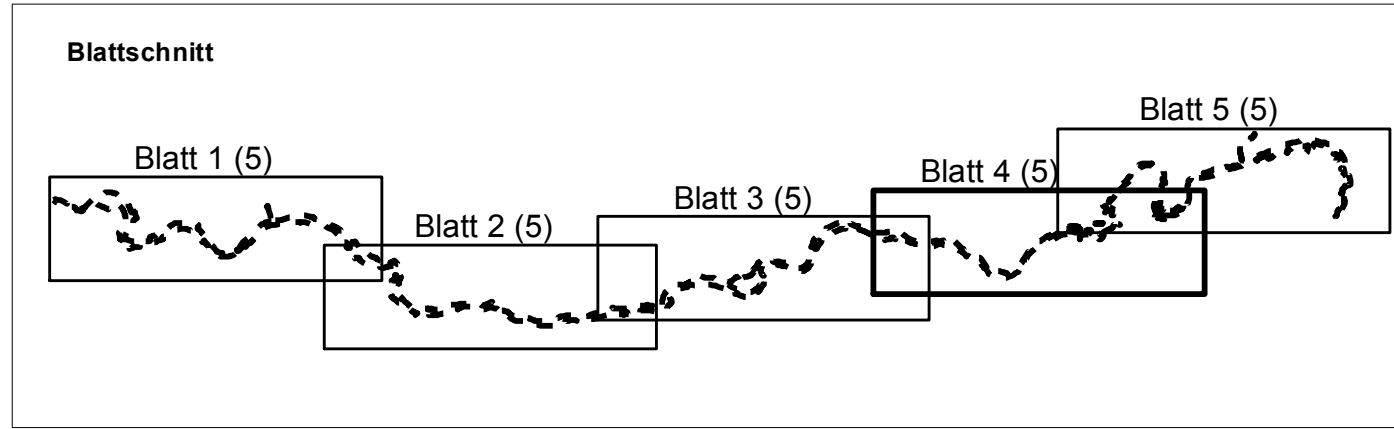 Blattschnitt
Blatt 1 (5)
Blatt 2 (5)
Blatt 3 (5)
Blatt 4 (5)
Blatt 5 (5)